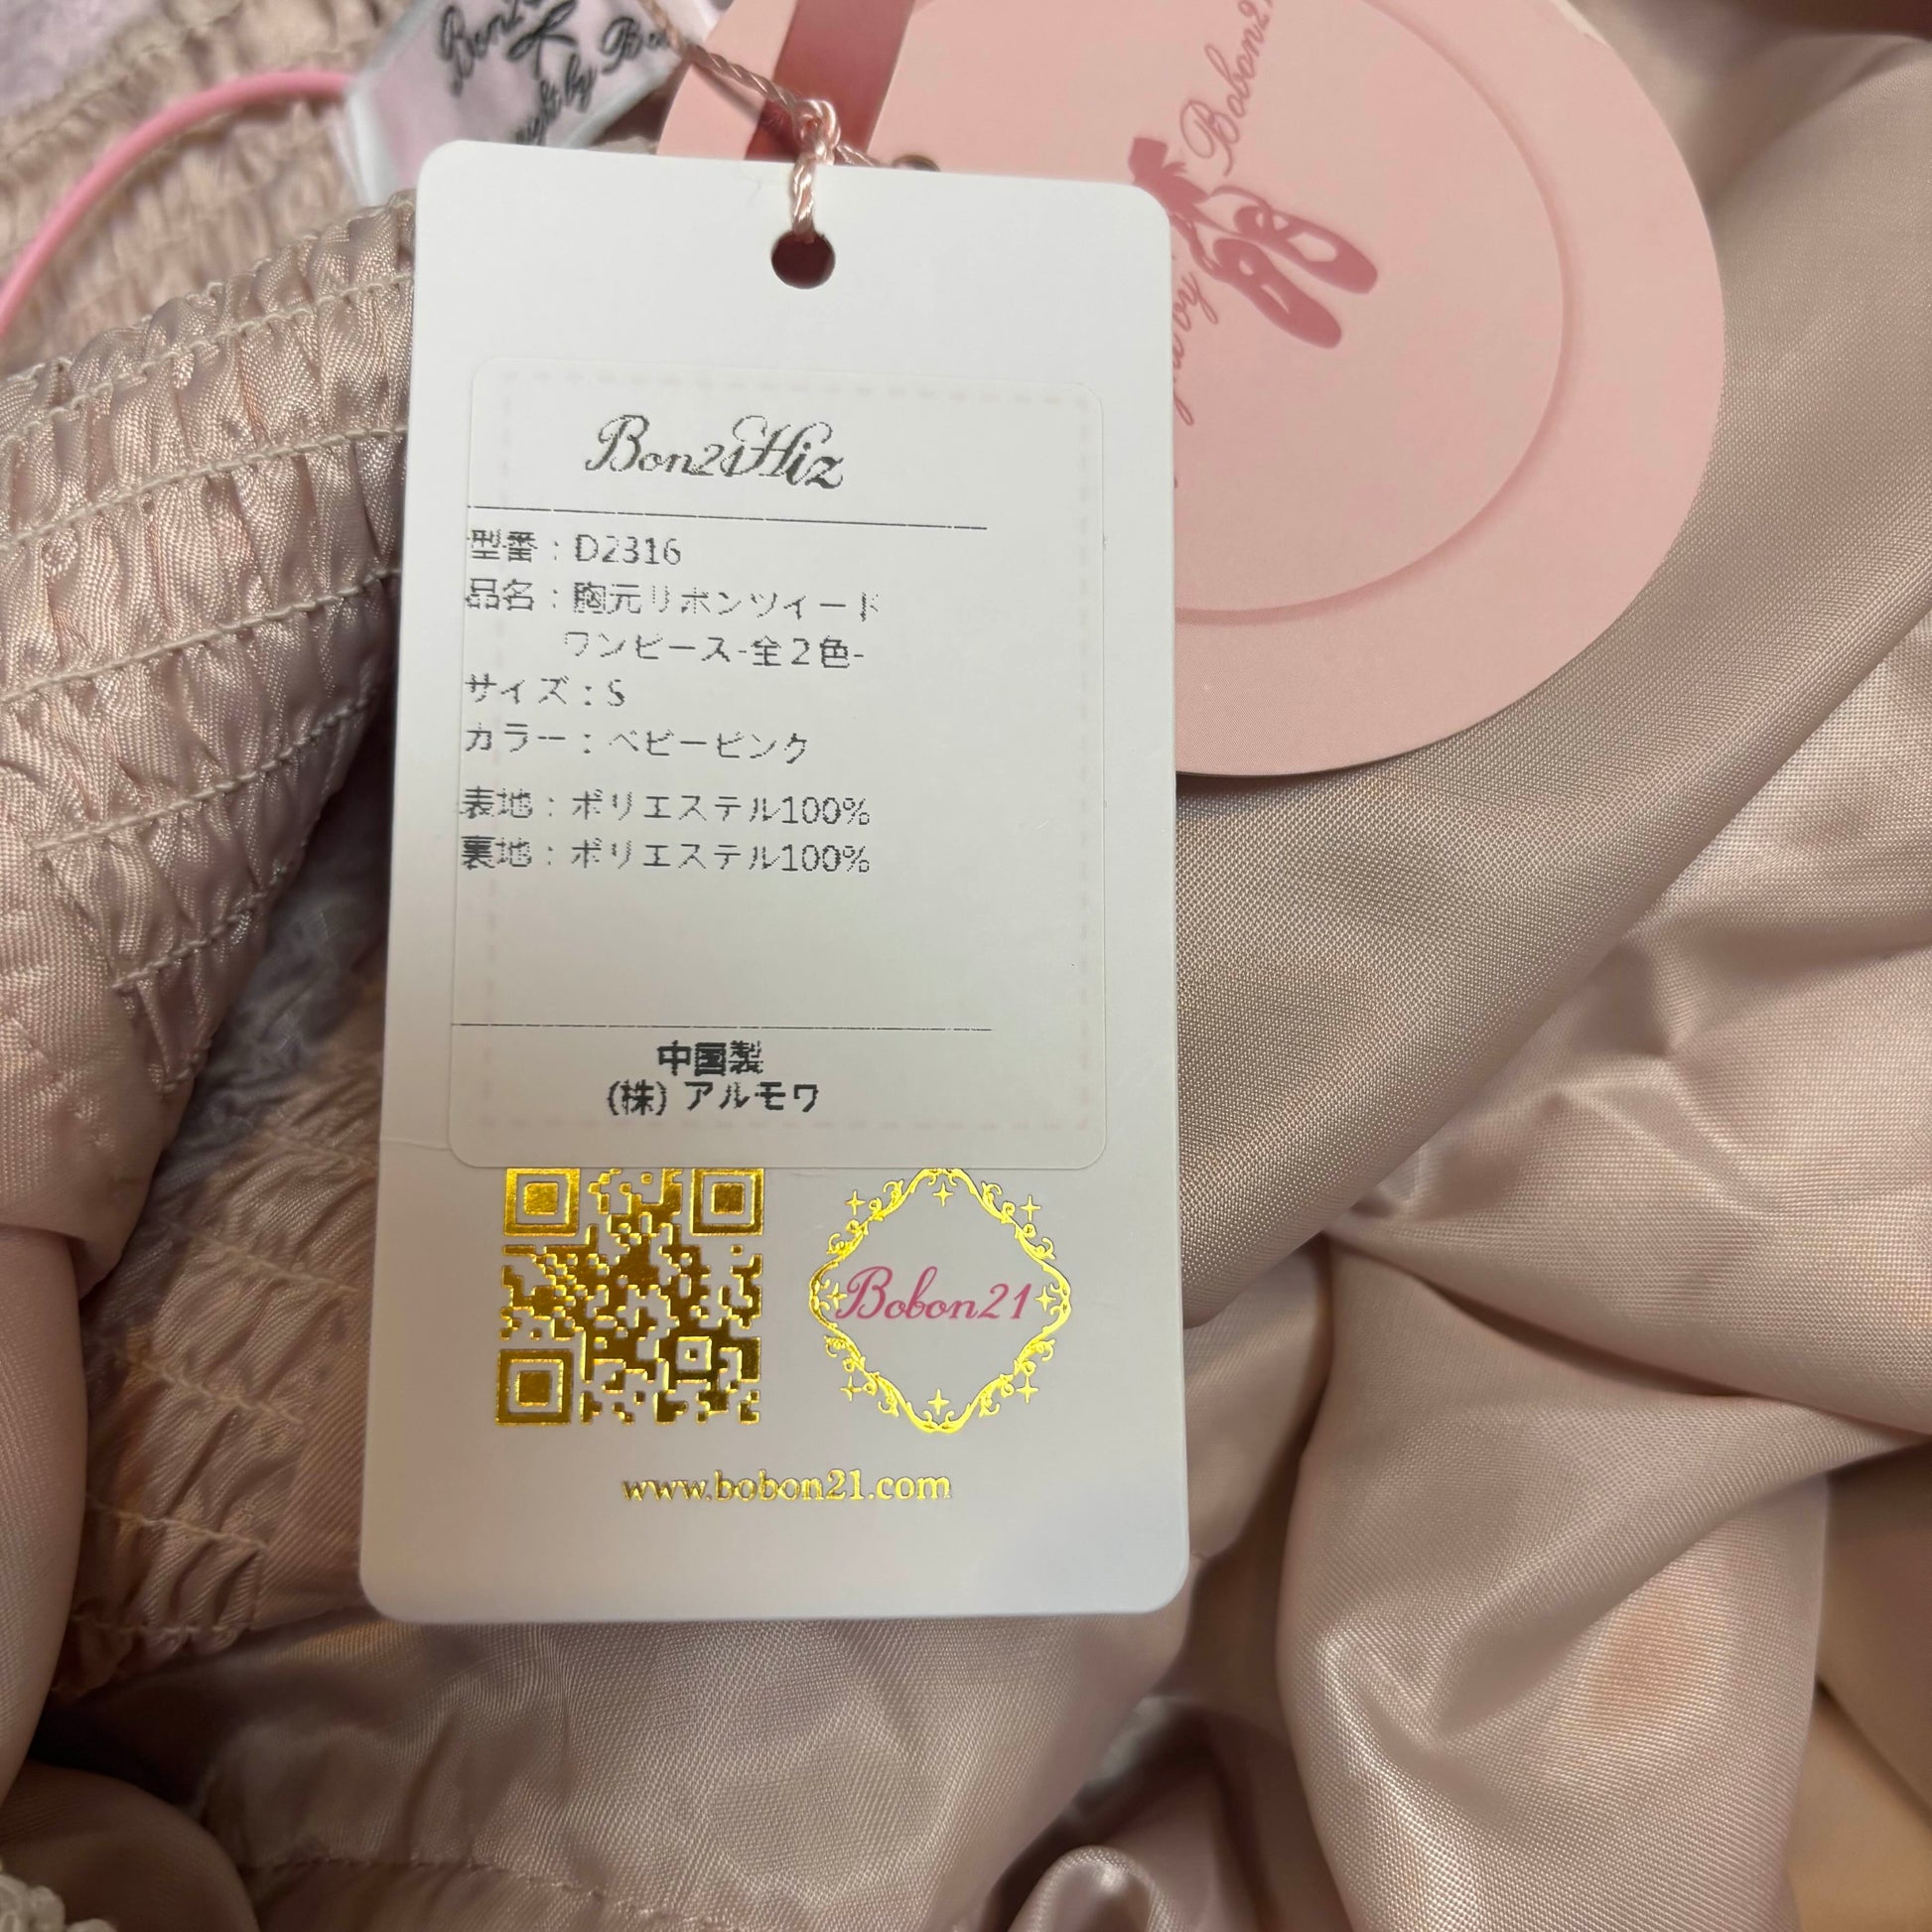 Bobon21
Bon21Hiz
型番：D2316
品名：胸元リボンツイード
ワンピース-全２色-
サイズ：S
カラー：ベビーピンク
表地：ポリエステル100%
裏地：ポリエステル100%
中国製
(株) アルモワ
Bobon21
www.bobon21.com